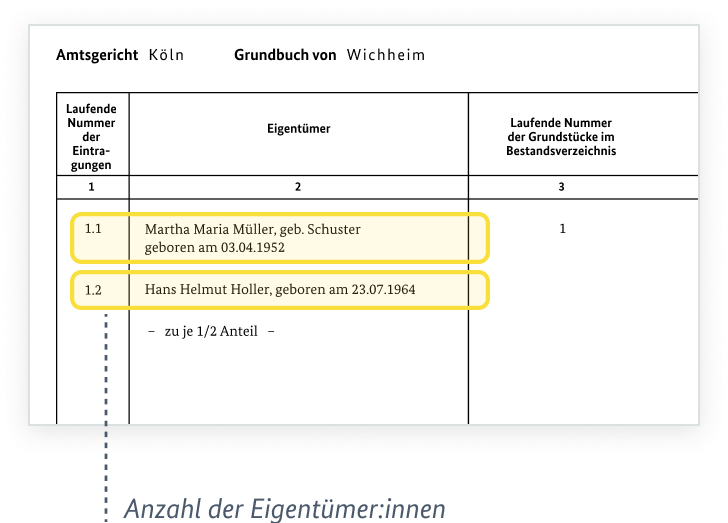 Amtsgericht Köln Grundbuch von Wichheim
Laufende
Nummer
der
Eintra-
gungen
Eigentümer
Laufende Nummer
der Grundstücke im
Bestandsverzeichnis
1 2 3
1.1 Martha Maria Müller, geb. Schuster 1
geboren am 03.04.1952
1.2 Hans Helmut Holler, geboren am 23.07.1964
– zu je 1/2 Anteil –
Anzahl der Eigentümer:innen